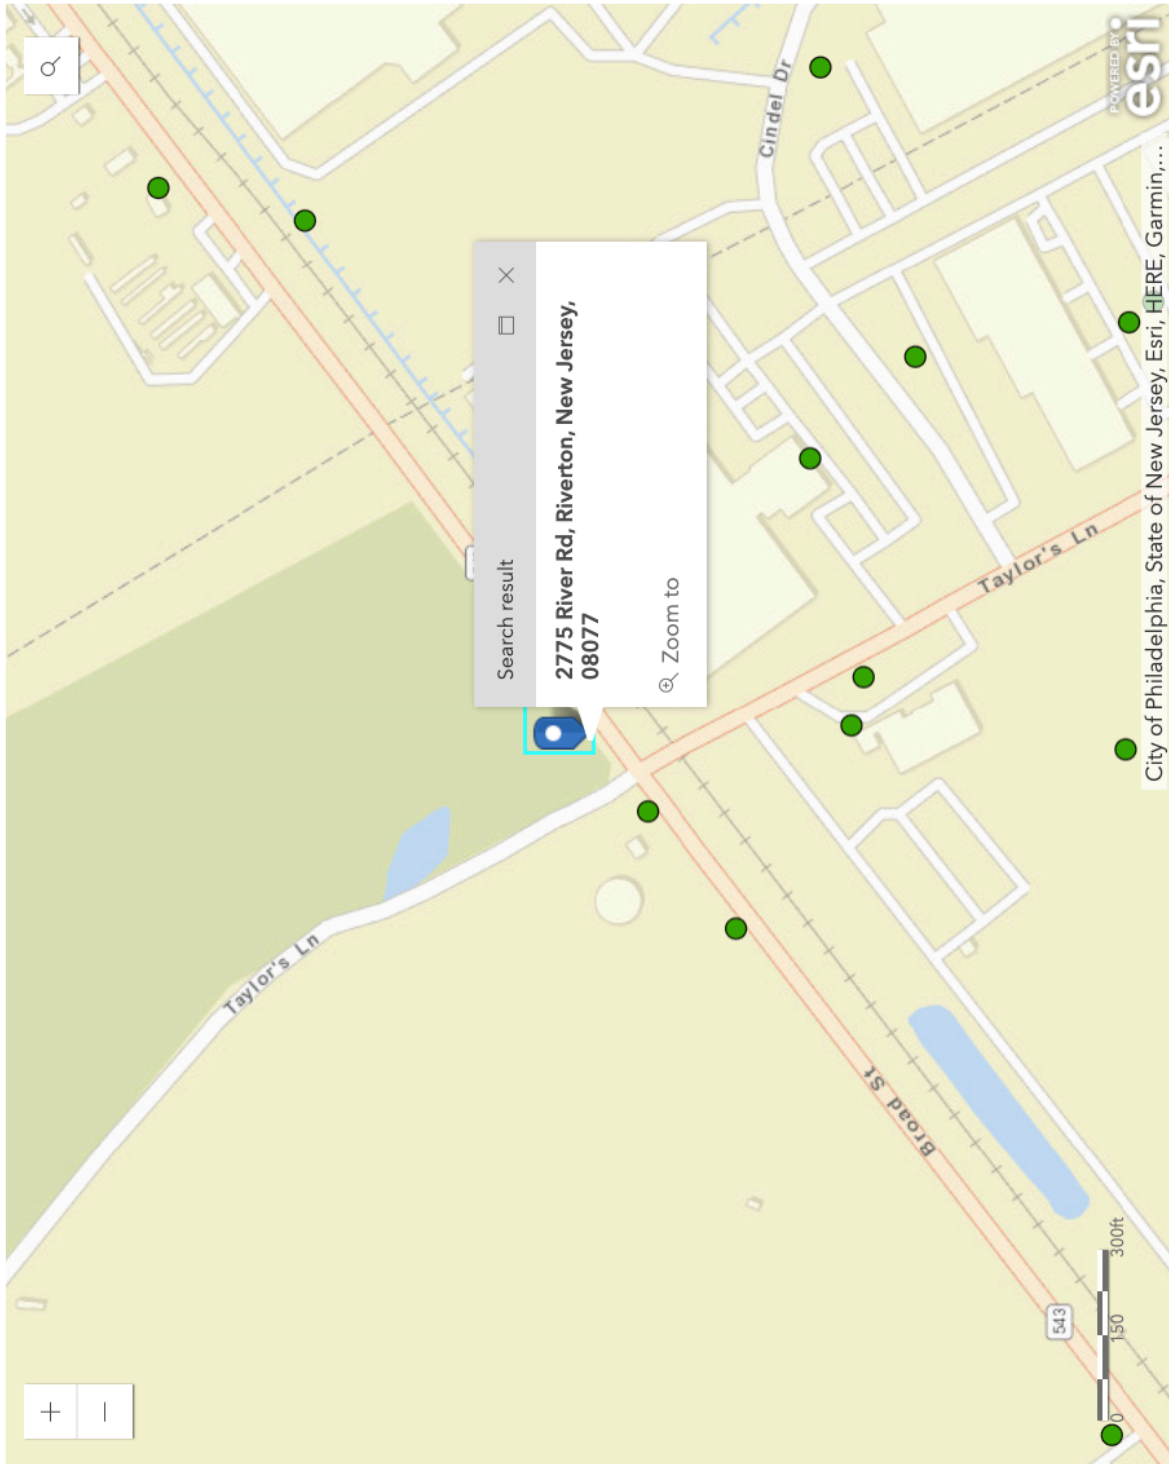 Search result
2775 River Rd, Riverton, New Jersey,
08077
Zoom to
Taylor's Ln
Taylor's Ln
Cindel Dr
Broad St
543
0 150 300ft
City of Philadelphia, State of New Jersey, Esri, HERE, Garmin,...
POWERED BY
esri